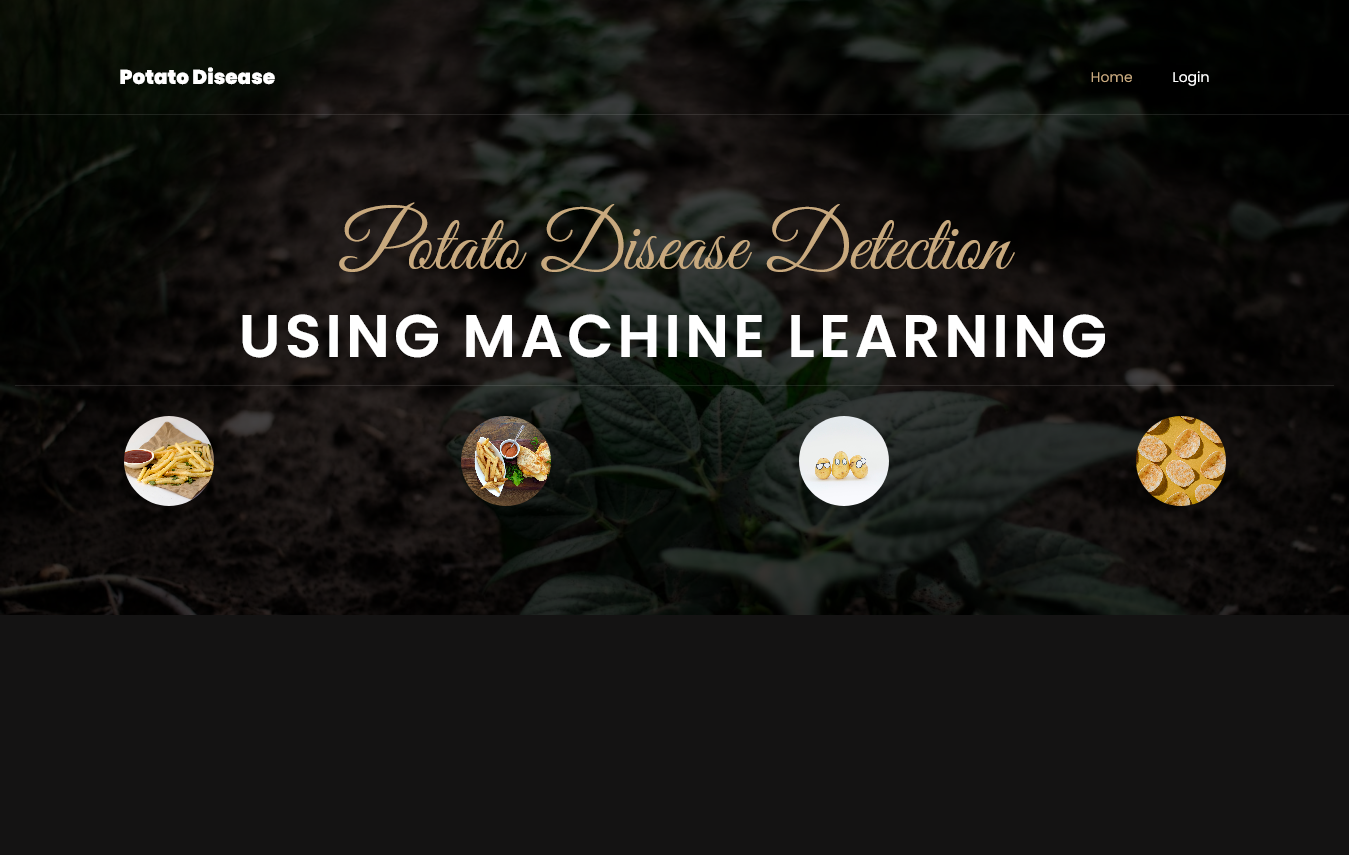 Potato Disease
Home
Login
Potato Disease Detection
USING MACHINE LEARNING